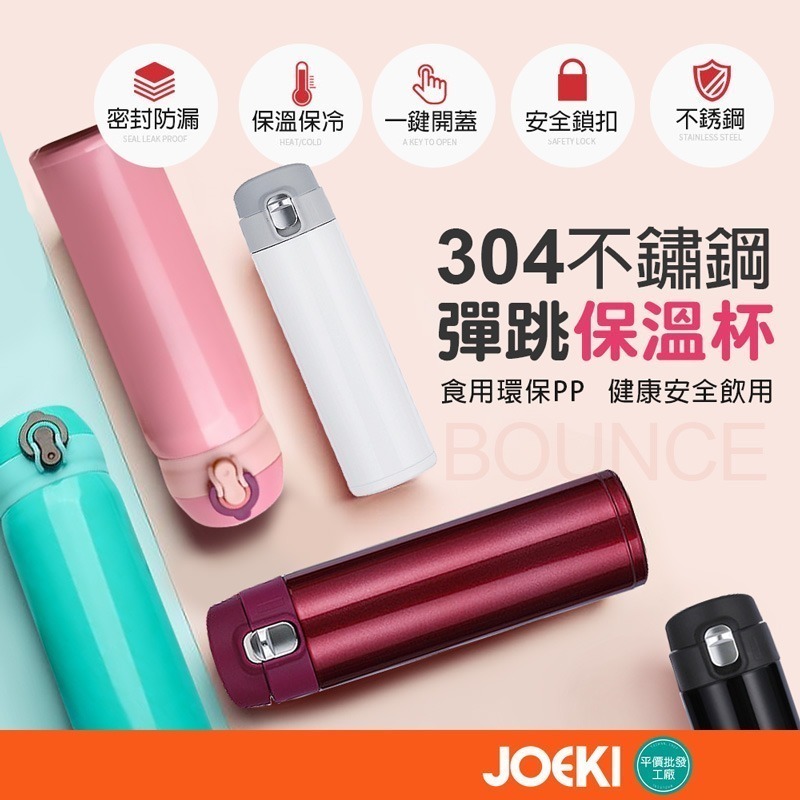 密封防漏
SEAL LEAK PROOF
保溫保冷
HEAT/COLD
一鍵開蓋
A KEY TO OPEN
安全鎖扣
SAFETY LOCK
不銹鋼
STAINLESS STEEL
304不鏽鋼
彈跳保溫杯
食用環保PP 健康安全飲用
BOUNCE
JOEKI
平價批發
工廠